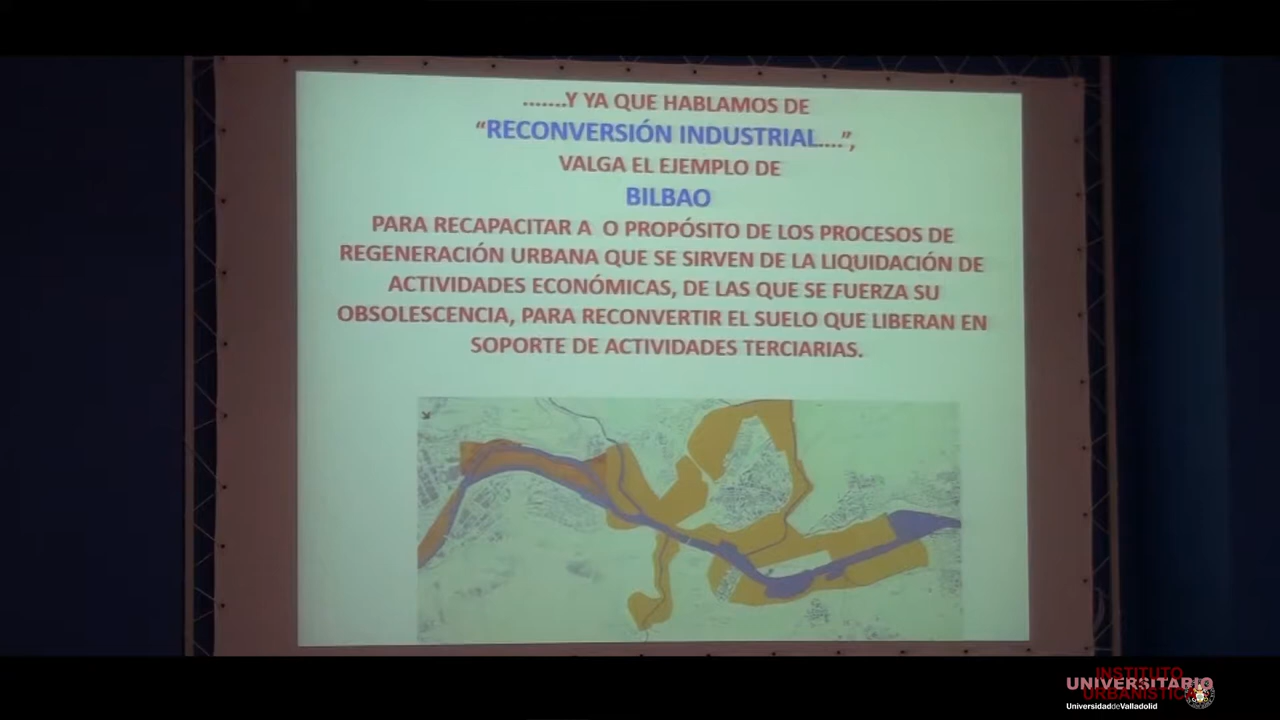 .......Y YA QUE HABLAMOS DE
“RECONVERSIÓN INDUSTRIAL....”,
VALGA EL EJEMPLO DE
BILBAO
PARA RECAPACITAR A O PROPÓSITO DE LOS PROCESOS DE
REGENERACIÓN URBANA QUE SE SIRVEN DE LA LIQUIDACIÓN DE
ACTIVIDADES ECONÓMICAS, DE LAS QUE SE FUERZA SU
OBSOLESCENCIA, PARA RECONVERTIR EL SUELO QUE LIBERAN EN
SOPORTE DE ACTIVIDADES TERCIARIAS.
INSTITUTO
UNIVERSITARIO
URBANÍSTICA
UniversidaddeValladolid